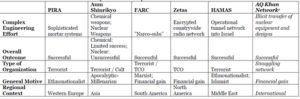 PIRA Aum Shinrikyo FARC Zetas HAMAS AQ Khan Network:
Complex Engineering Effort
Sophisticated mortar systems
Chemical weapons, Nuclear Weapons
"Narco-subs"
Encrypted countrywide radio network
Operational tunnel network into Israel
Illicit transfer of nuclear equipment and designs
Overall Outcome
Successful
Chemical: Limited success; Nuclear: Unsuccessful
Successful Successful Successful Successful
Type of Organization
Terrorist
Terrorist / Cult
Terrorist / TCO
TCO
Terrorist
Smuggling network
General Motive
Ethnonationalist
Apocalyptic-Millenarian
Marxist; Financial gain
Financial gain
Ethnonationalist; Islamist
Financial gain
Regional Context
Western Europe
Asia
South America
North America
Middle East
International